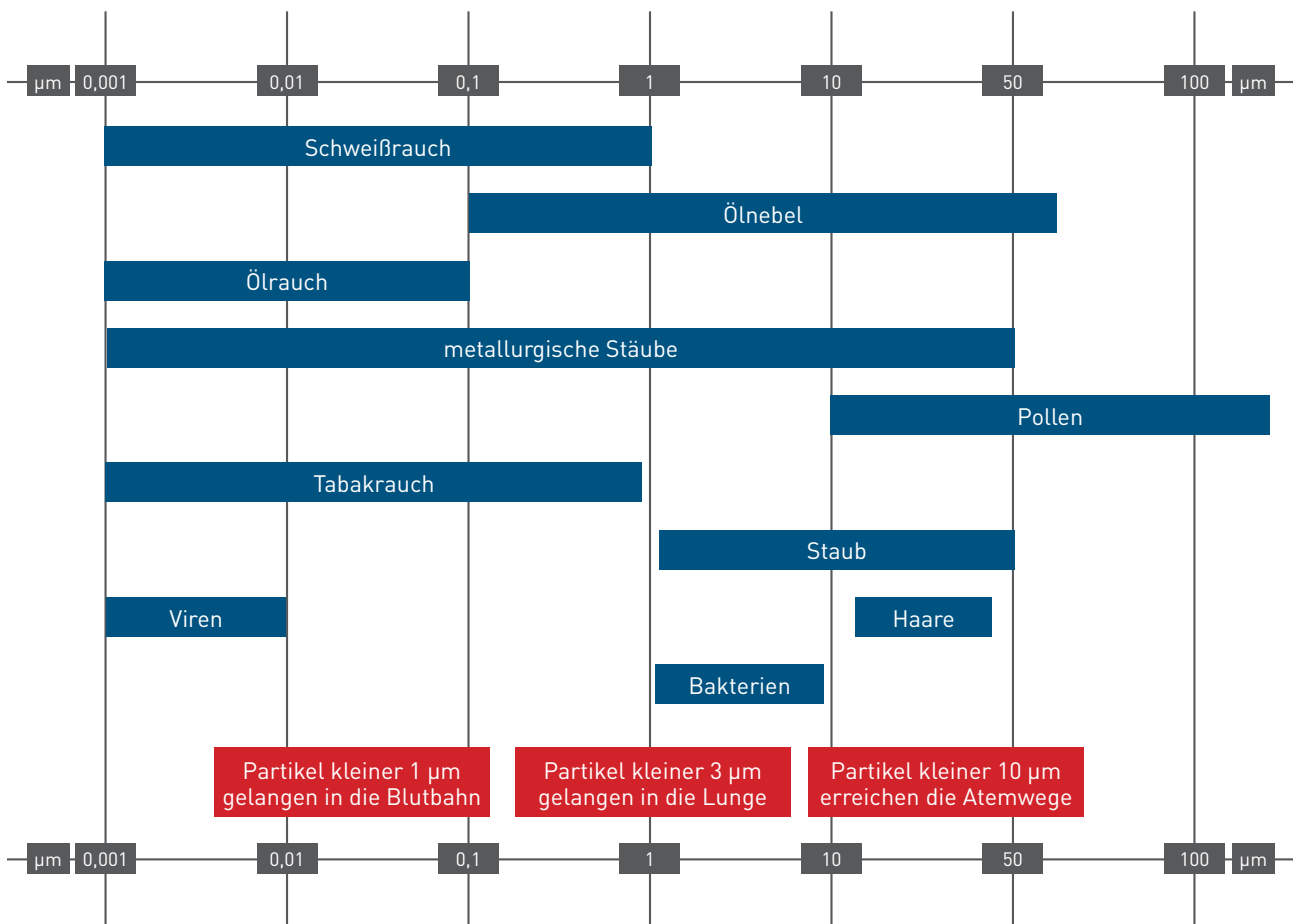 µm 0,001 0,01 0,1 1 10 50 100 µm
Schweißrauch
Ölnebel
Ölrauch
metallurgische Stäube
Pollen
Tabakrauch
Staub
Viren
Haare
Bakterien
Partikel kleiner 1 µm
gelangen in die Blutbahn
Partikel kleiner 3 µm
gelangen in die Lunge
Partikel kleiner 10 µm
erreichen die Atemwege
µm 0,001 0,01 0,1 1 10 50 100 µm